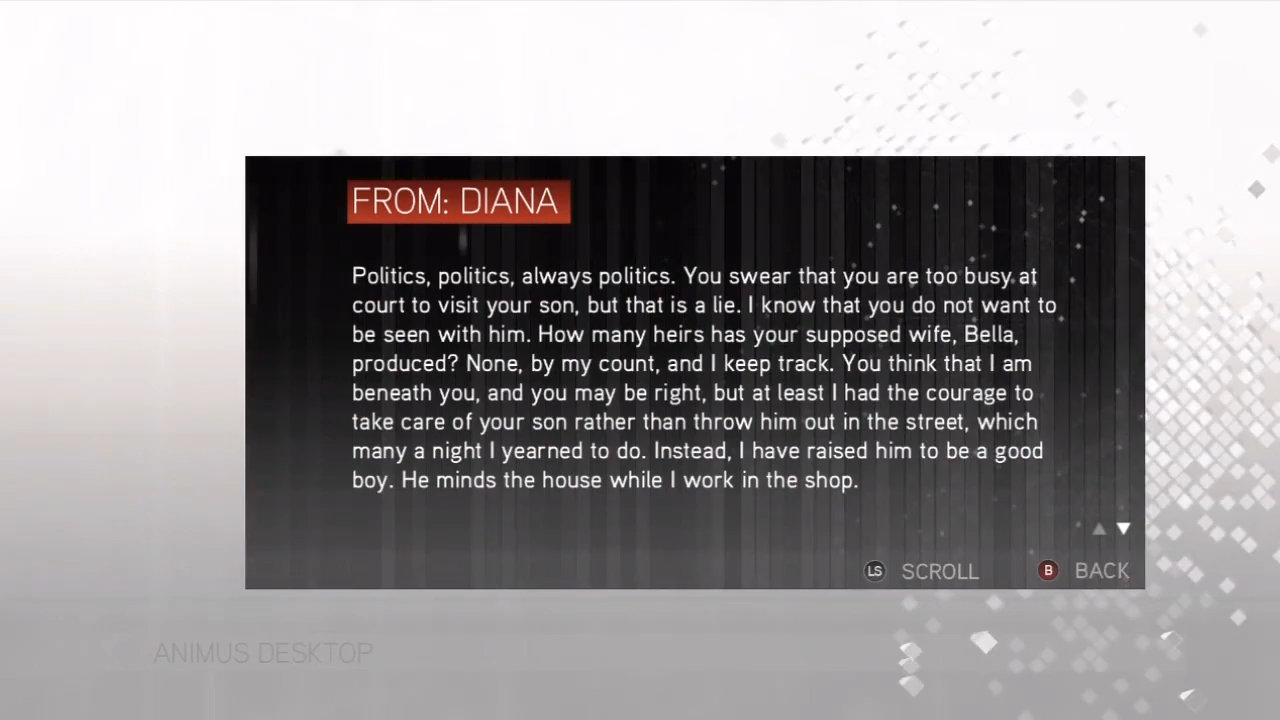 FROM: DIANA
Politics, politics, always politics. You swear that you are too busy at
court to visit your son, but that is a lie. I know that you do not want to
be seen with him. How many heirs has your supposed wife, Bella,
produced? None, by my count, and I keep track. You think that I am
beneath you, and you may be right, but at least I had the courage to
take care of your son rather than throw him out in the street, which
many a night I yearned to do. Instead, I have raised him to be a good
boy. He minds the house while I work in the shop.
LS SCROLL B BACK
ANIMUS DESKTOP